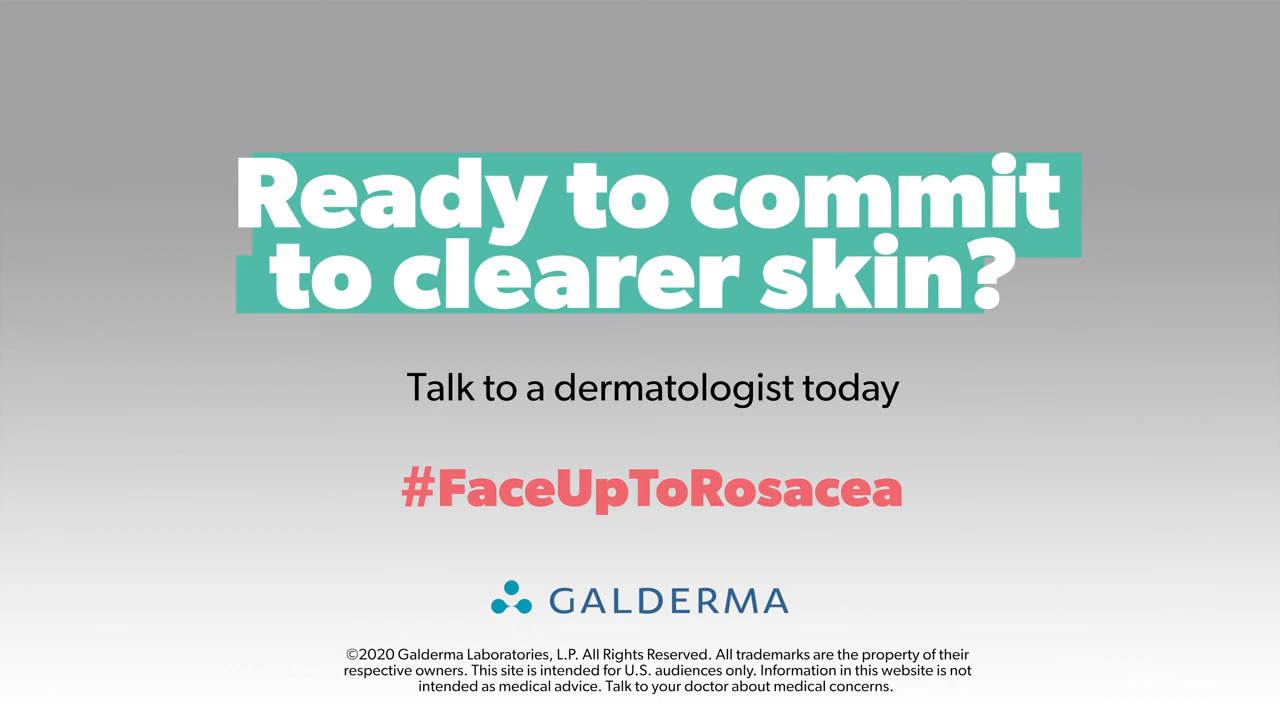 Ready to commit
to clearer skin?
Talk to a dermatologist today
#FaceUpToRosacea
GALDERMA
©2020 Galderma Laboratories, L.P. All Rights Reserved. All trademarks are the property of their
respective owners. This site is intended for U.S. audiences only. Information in this website is not
intended as medical advice. Talk to your doctor about medical concerns.